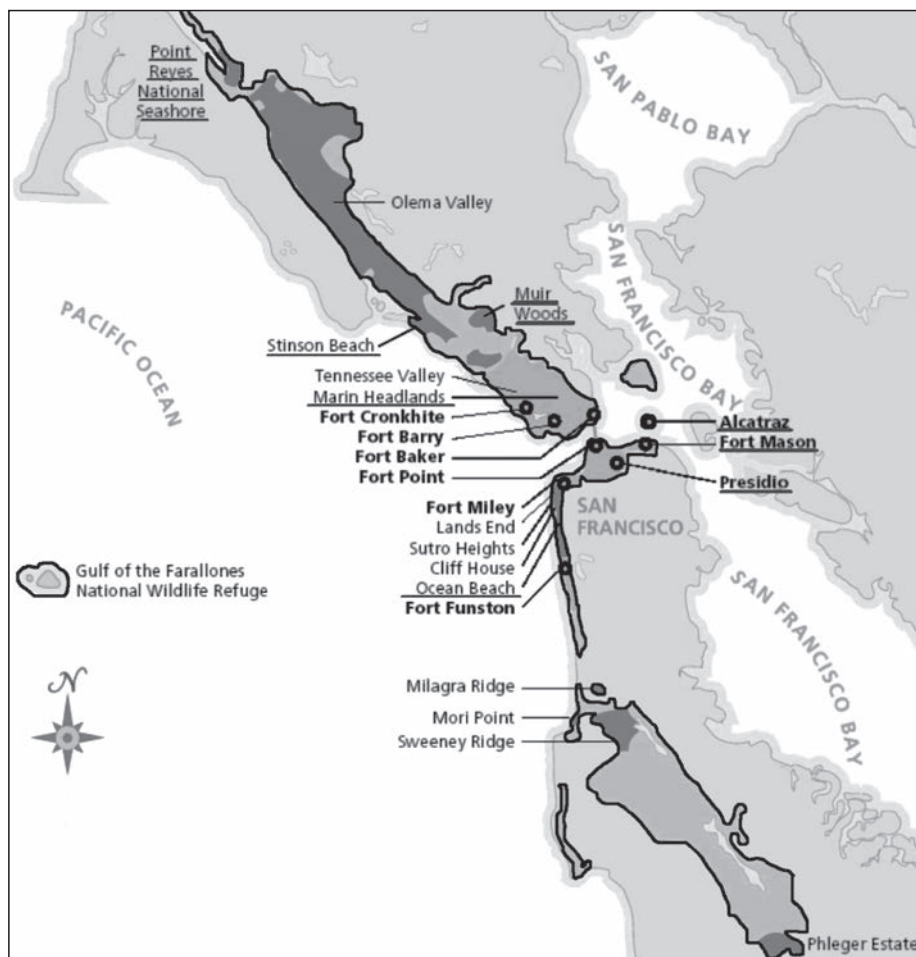 Point
Reyes
National
Seashore
SAN PABLO BAY
Olema Valley
SAN FRANCISCO BAY
PACIFIC OCEAN
Muir
Woods
Stinson Beach
Tennessee Valley
Marin Headlands
Fort Cronkhite
Fort Barry
Fort Baker
Fort Point
Alcatraz
Fort Mason
Presidio
Fort Miley
Lands End
Sutro Heights
Cliff House
Ocean Beach
Fort Funston
SAN
FRANCISCO
Gulf of the Farallones
National Wildlife Refuge
SAN FRANCISCO BAY
N
Milagra Ridge
Mori Point
Sweeney Ridge
Phleger Estate